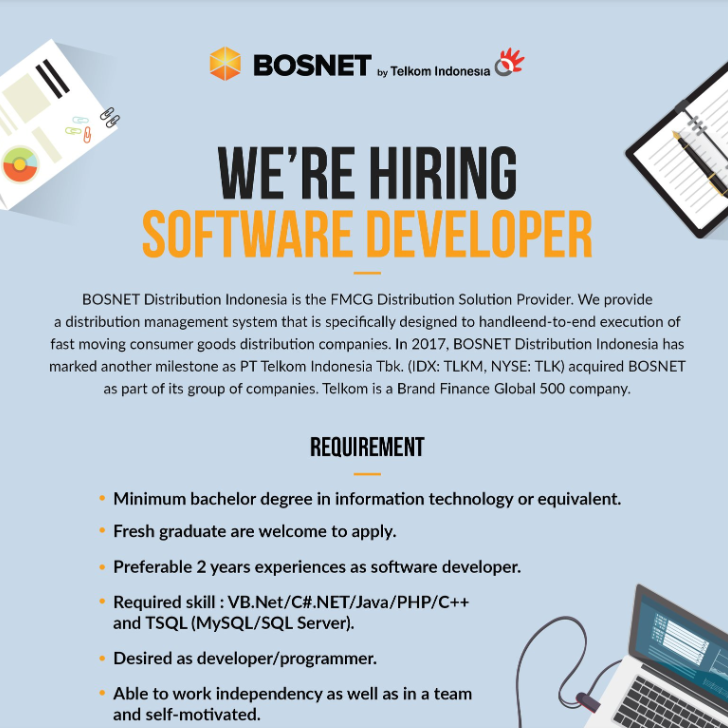 BOSNET by Telkom Indonesia
WE'RE HIRING
SOFTWARE DEVELOPER
BOSNET Distribution Indonesia is the FMCG Distribution Solution Provider. We provide
a distribution management system that is specifically designed to handleend-to-end execution of
fast moving consumer goods distribution companies. In 2017, BOSNET Distribution Indonesia has
marked another milestone as PT Telkom Indonesia Tbk. (IDX: TLKM, NYSE: TLK) acquired BOSNET
as part of its group of companies. Telkom is a Brand Finance Global 500 company.
REQUIREMENT
• Minimum bachelor degree in information technology or equivalent.
• Fresh graduate are welcome to apply.
• Preferable 2 years experiences as software developer.
• Required skill : VB.Net/C#.NET/Java/PHP/C++
and TSQL (MySQL/SQL Server).
• Desired as developer/programmer.
• Able to work independency as well as in a team
and self-motivated.